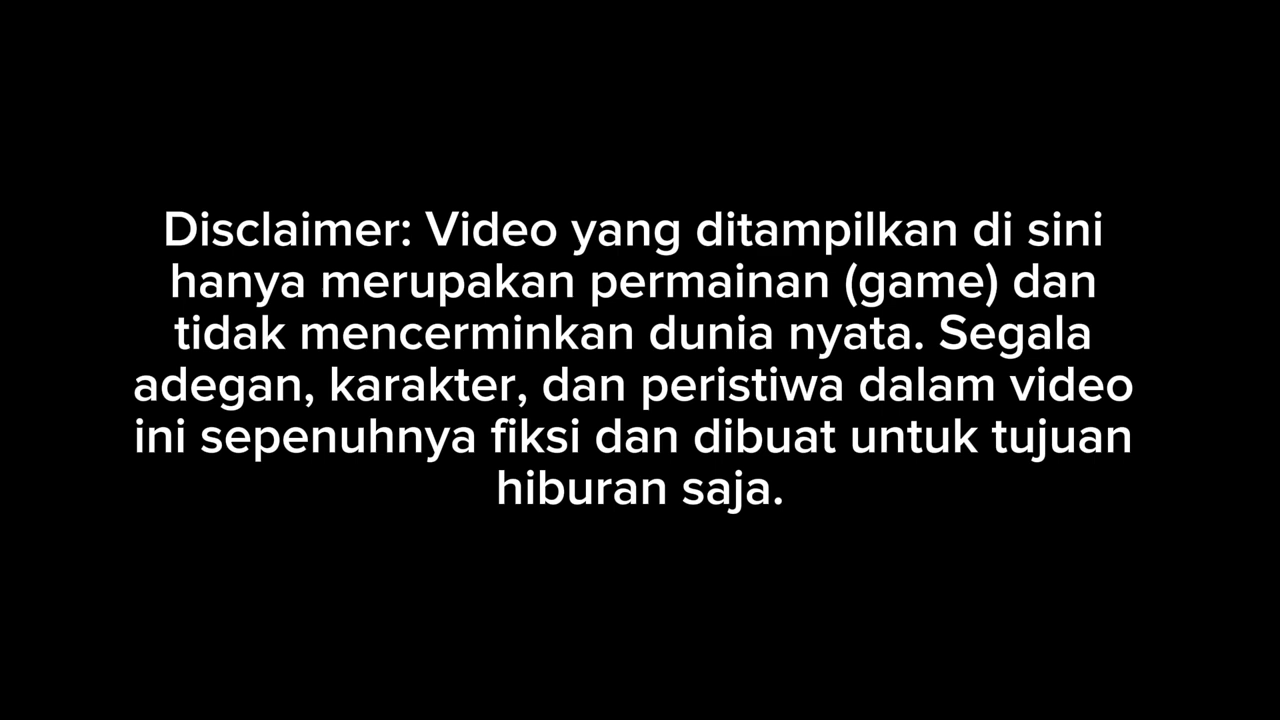 Disclaimer: Video yang ditampilkan di sini
hanya merupakan permainan (game) dan
tidak mencerminkan dunia nyata. Segala
adegan, karakter, dan peristiwa dalam video
ini sepenuhnya fiksi dan dibuat untuk tujuan
hiburan saja.